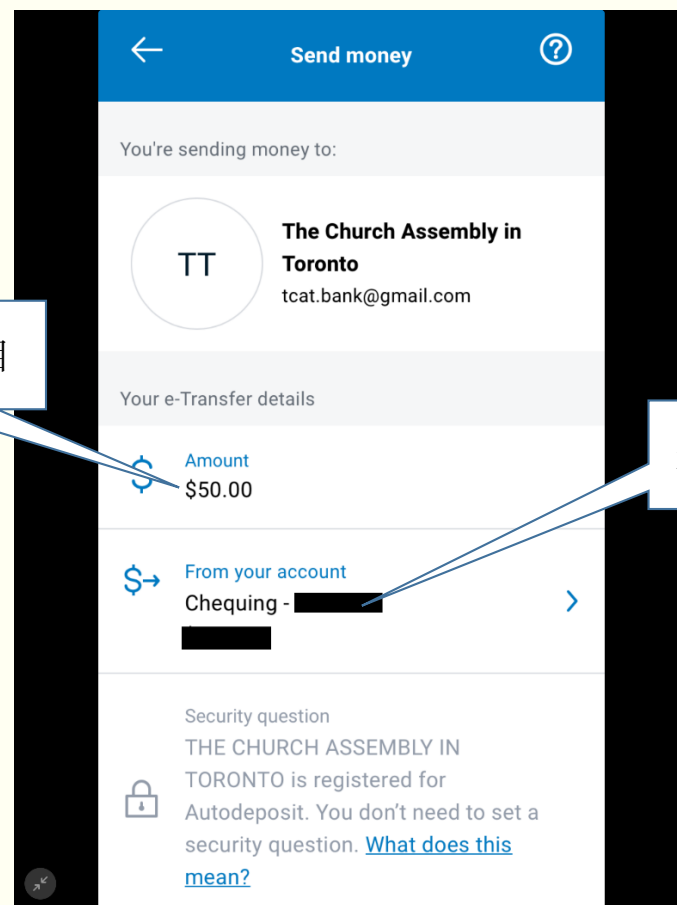 Send money
You're sending money to:
TT
The Church Assembly in
Toronto
tcat.bank@gmail.com
Your e-Transfer details
Amount
$50.00
From your account
Chequing -
Security question
THE CHURCH ASSEMBLY IN
TORONTO is registered for
Autodeposit. You don’t need to set a
security question. What does this
mean?